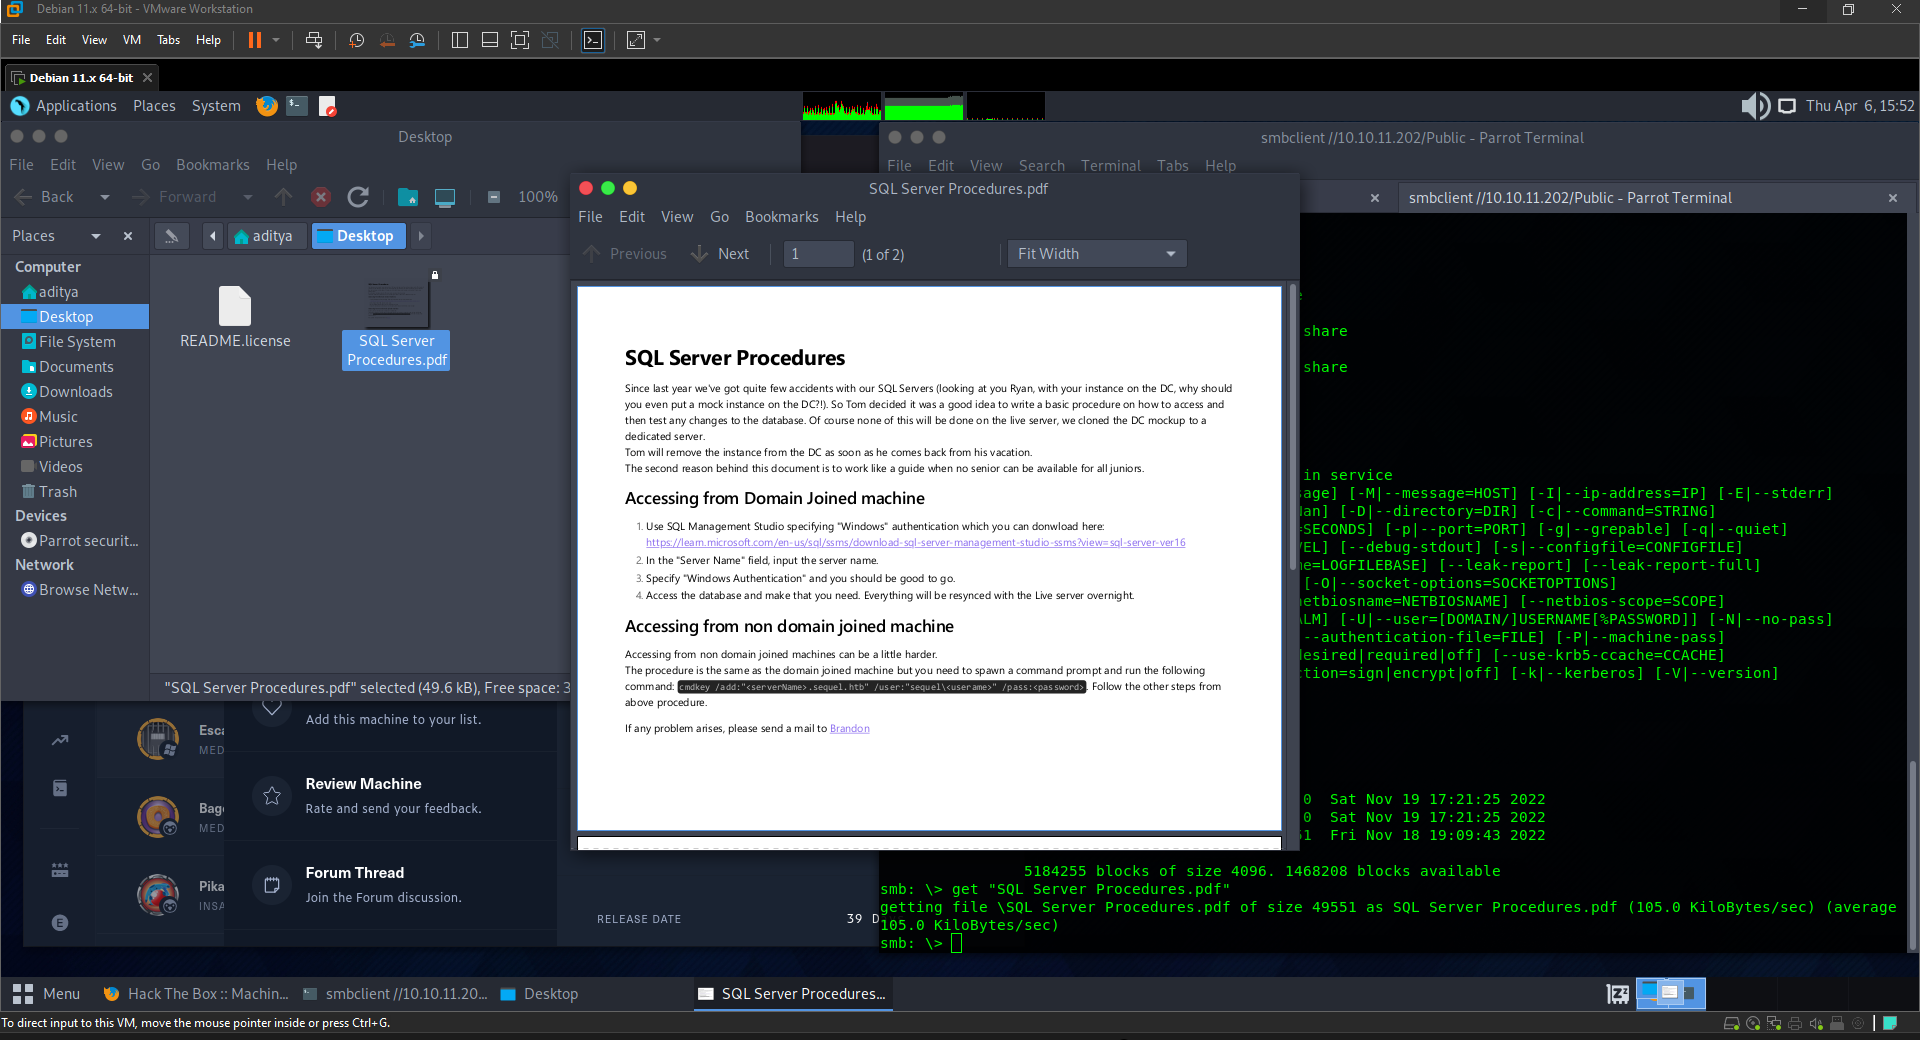 Debian 11.x 64-bit - VMware Workstation
File Edit View VM Tabs Help
Debian 11.x 64-bit
Applications Places System
Thu Apr 6, 15:52
Desktop
File Edit View Go Bookmarks Help
Back Forward 100%
Places
aditya Desktop
Computer
aditya
Desktop
File System
Documents
Downloads
Music
Pictures
Videos
Trash
Devices
Parrot securit...
Network
Browse Netw...
README.license
SQL Server
Procedures.pdf
"SQL Server Procedures.pdf" selected (49.6 kB), Free space: 3
Add this machine to your list.
Review Machine
Rate and send your feedback.
Forum Thread
Join the Forum discussion.
Esca
MED
Bag
MED
Pika
INSA
E
RELEASE DATE
39 D
SQL Server Procedures.pdf
File Edit View Go Bookmarks Help
Previous Next 1 (1 of 2) Fit Width
SQL Server Procedures
Since last year we've got quite few accidents with our SQL Servers (looking at you Ryan, with your instance on the DC, why should
you even put a mock instance on the DC?!). So Tom decided it was a good idea to write a basic procedure on how to access and
then test any changes to the database. Of course none of this will be done on the live server, we cloned the DC mockup to a
dedicated server.
Tom will remove the instance from the DC as soon as he comes back from his vacation.
The second reason behind this document is to work like a guide when no senior can be available for all juniors.
Accessing from Domain Joined machine
1. Use SQL Management Studio specifying "Windows" authentication which you can donwload here:
https://learn.microsoft.com/en-us/sql/ssms/download-sql-server-management-studio-ssms?view=sql-server-ver16
2. In the "Server Name" field, input the server name.
3. Specify "Windows Authentication" and you should be good to go.
4. Access the database and make that you need. Everything will be resynced with the Live server overnight.
Accessing from non domain joined machine
Accessing from non domain joined machines can be a little harder.
The procedure is the same as the domain joined machine but you need to spawn a command prompt and run the following
command: cmdkey /add:"<serverName>.sequel.htb" /user:"sequel\<userame>" /pass:<password>. Follow the other steps from
above procedure.
If any problem arises, please send a mail to Brandon
smbclient //10.10.11.202/Public - Parrot Terminal
File Edit View Search Terminal Tabs Help
smbclient //10.10.11.202/Public - Parrot Terminal
share
share
in service
sage] [-M|--message=HOST] [-I|--ip-address=IP] [-E|--stderr]
[-D|--directory=DIR] [-c|--command=STRING]
=SECONDS] [-p|--port=PORT] [-g|--grepable] [-q|--quiet]
VEL] [--debug-stdout] [-s|--configfile=CONFIGFILE]
me=LOGFILEBASE] [--leak-report] [--leak-report-full]
[-O|--socket-options=SOCKETOPTIONS]
netbiosname=NETBIOSNAME] [--netbios-scope=SCOPE]
ALM] [-U|--user=[DOMAIN/]USERNAME[%PASSWORD]] [-N|--no-pass]
--authentication-file=FILE] [-P|--machine-pass]
desired|required|off] [--use-krb5-ccache=CCACHE]
ction=sign|encrypt|off] [-k|--kerberos] [-V|--version]
0 Sat Nov 19 17:21:25 2022
0 Sat Nov 19 17:21:25 2022
51 Fri Nov 18 19:09:43 2022
5184255 blocks of size 4096. 1468208 blocks available
smb: \> get "SQL Server Procedures.pdf"
getting file \SQL Server Procedures.pdf of size 49551 as SQL Server Procedures.pdf (105.0 KiloBytes/sec) (average
105.0 KiloBytes/sec)
smb: \>
Menu Hack The Box :: Machin... smbclient //10.10.11.20... Desktop SQL Server Procedures...
To direct input to this VM, move the mouse pointer inside or press Ctrl+G.